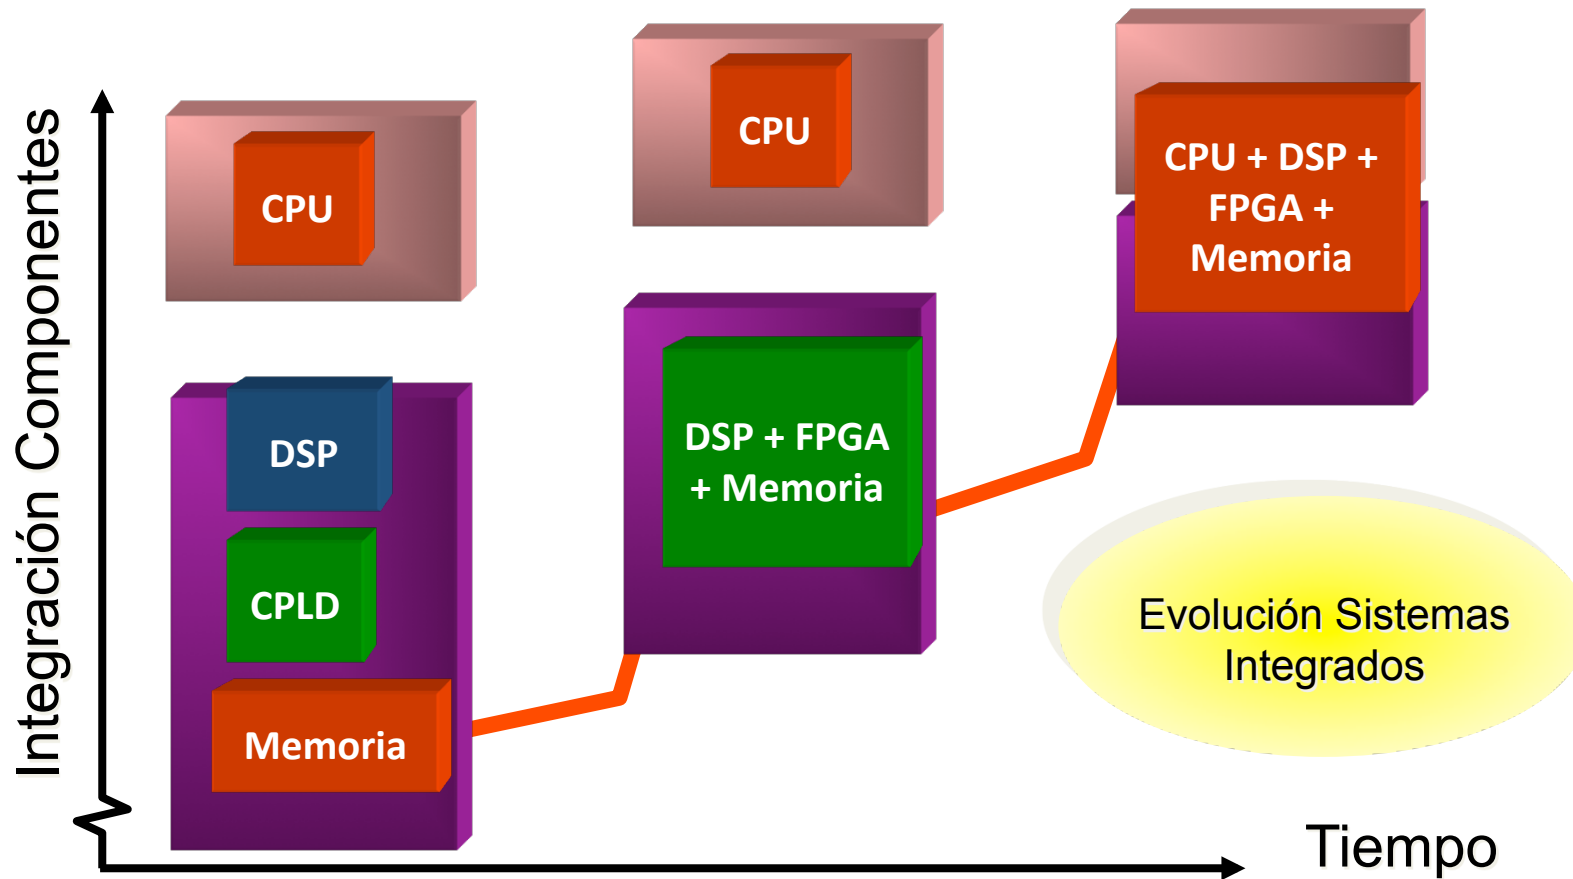 Integración Componentes
CPU
DSP
CPLD
Memoria
CPU
DSP + FPGA
+ Memoria
CPU + DSP +
FPGA +
Memoria
Evolución Sistemas
Integrados
Tiempo